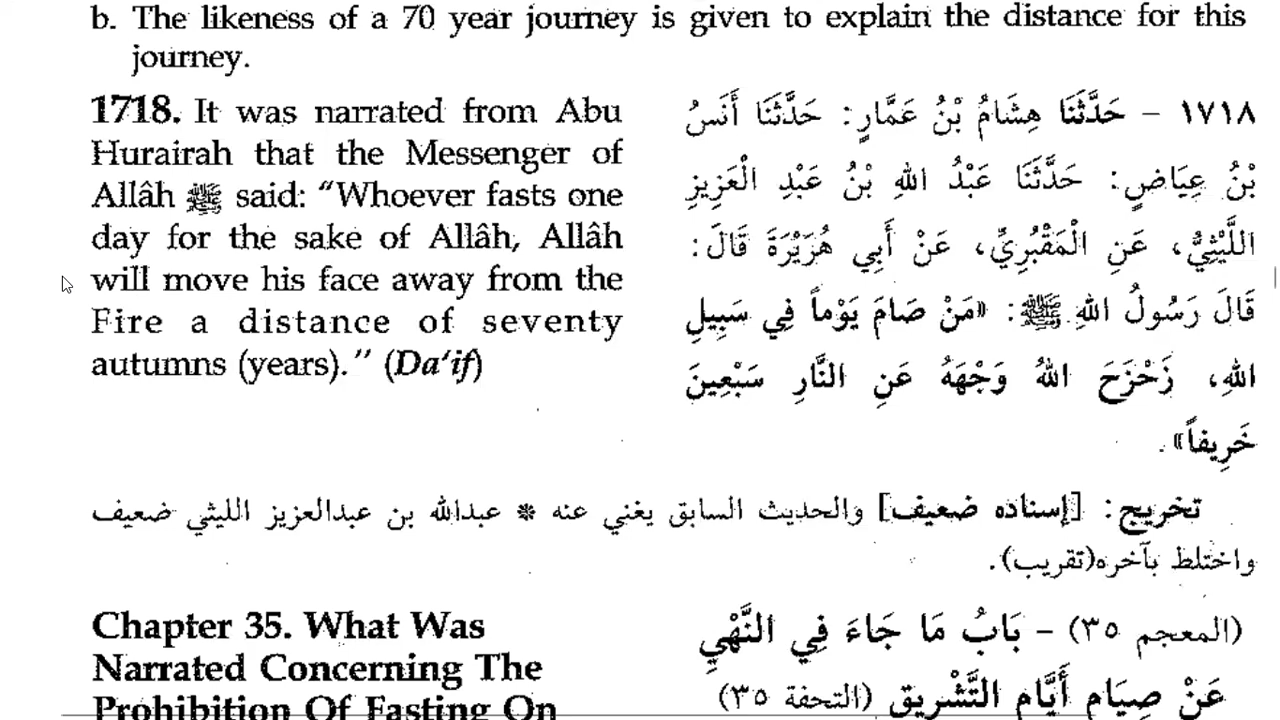 b. The likeness of a 70 year journey is given to explain the distance for this
journey.
1718. It was narrated from Abu
Hurairah that the Messenger of
Allâh ﷺ said: “Whoever fasts one
day for the sake of Allâh, Allâh
will move his face away from the
Fire a distance of seventy
autumns (years).” (Da‘if)
١٧١٨ – حَدَّثَنَا هِشَامُ بْنُ عَمَّارٍ: حَدَّثَنَا أَنَسُ
بْنُ عِيَاضٍ: حَدَّثَنَا عَبْدُ اللهِ بْنُ عَبْدِ الْعَزِيزِ
اللَّيْثِيُّ، عَنِ الْمَقْبُرِيِّ، عَنْ أَبِي هُرَيْرَةَ قَالَ:
قَالَ رَسُولُ اللهِ ﷺ: «مَنْ صَامَ يَوْماً فِي سَبِيلِ
اللهِ، زَحْزَحَ اللهُ وَجْهَهُ عَنِ النَّارِ سَبْعِينَ
خَرِيفاً».
تخريج: [إسناده ضعيف] والحديث السابق يغني عنه * عبدالله بن عبدالعزيز الليثي ضعيف
واختلط بآخره(تقريب).
Chapter 35. What Was
Narrated Concerning The
Prohibition Of Fasting On
(المعجم ٣٥) – بَابُ مَا جَاءَ فِي النَّهْيِ
عَنْ صِيَامِ أَيَّامِ التَّشْرِيقِ (التحفة ٣٥)